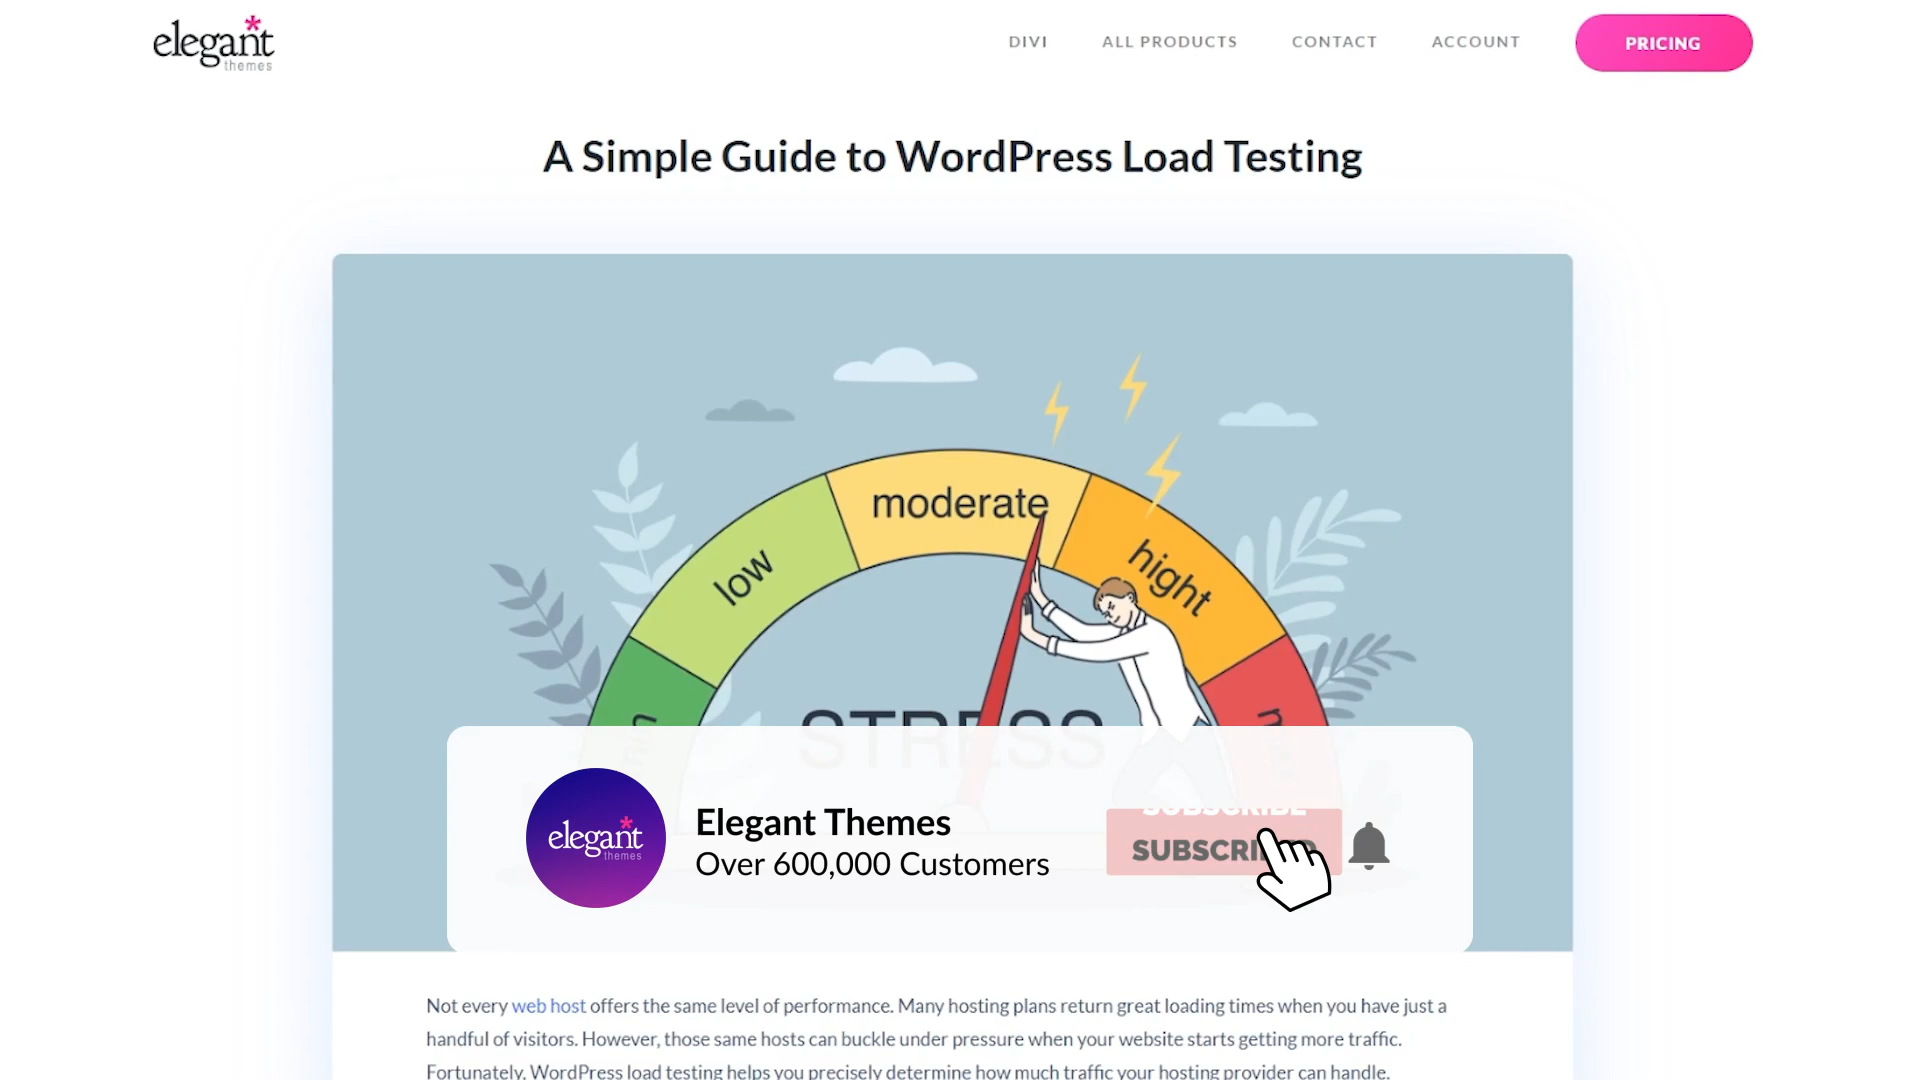 elegant
themes
DIVI
ALL PRODUCTS
CONTACT
ACCOUNT
PRICING
A Simple Guide to WordPress Load Testing
moderate
low
hight
STRESS
elegant
themes
Elegant Themes
Over 600,000 Customers
SUBSCRIBE
Not every web host offers the same level of performance. Many hosting plans return great loading times when you have just a
handful of visitors. However, those same hosts can buckle under pressure when your website starts getting more traffic.
Fortunately, WordPress load testing helps you precisely determine how much traffic your hosting provider can handle.